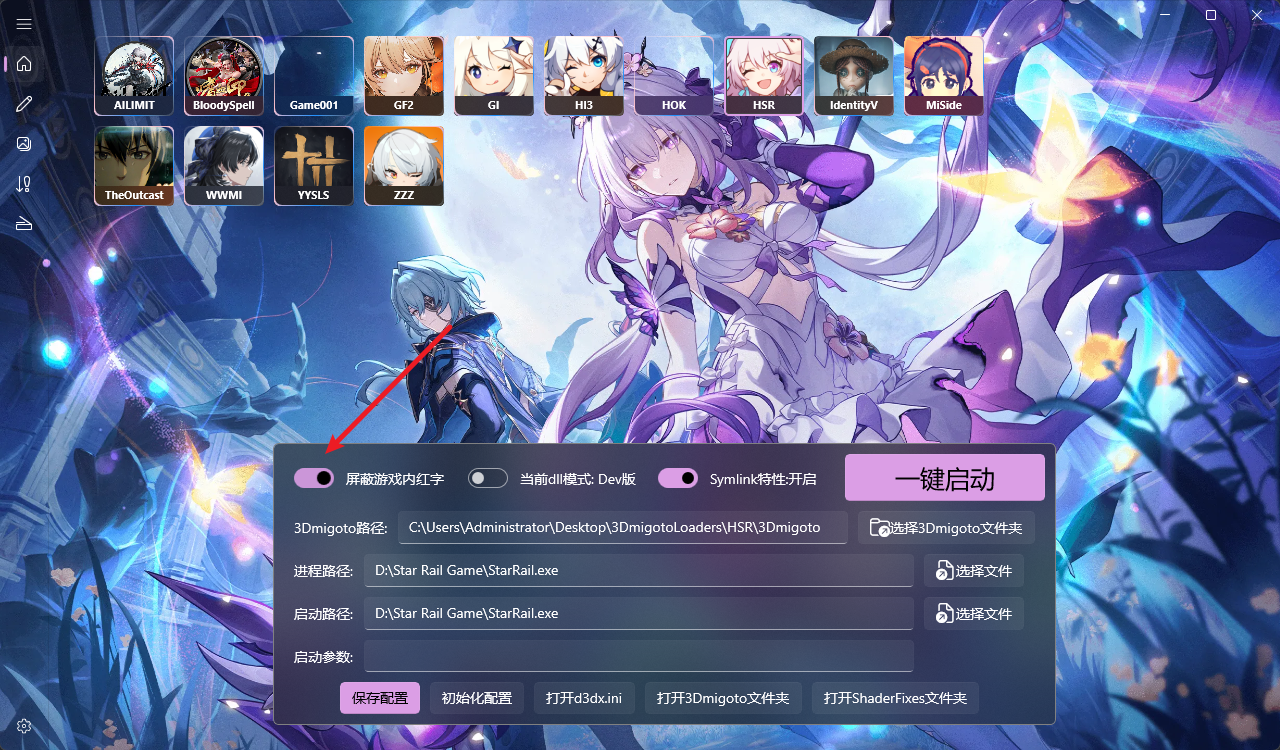 AILIMIT
BloodySpell
Game001
GF2
GI
HI3
HOK
HSR
IdentityV
MiSide
TheOutcast
WWMI
YYSLS
ZZZ
屏蔽游戏内红字
当前dll模式: Dev版
Symlink特性:开启
一键启动
3Dmigoto路径:
C:\Users\Administrator\Desktop\3DmigotoLoaders\HSR\3Dmigoto
选择3Dmigoto文件夹
进程路径:
D:\Star Rail Game\StarRail.exe
选择文件
启动路径:
D:\Star Rail Game\StarRail.exe
选择文件
启动参数:
保存配置
初始化配置
打开d3dx.ini
打开3Dmigoto文件夹
打开ShaderFixes文件夹